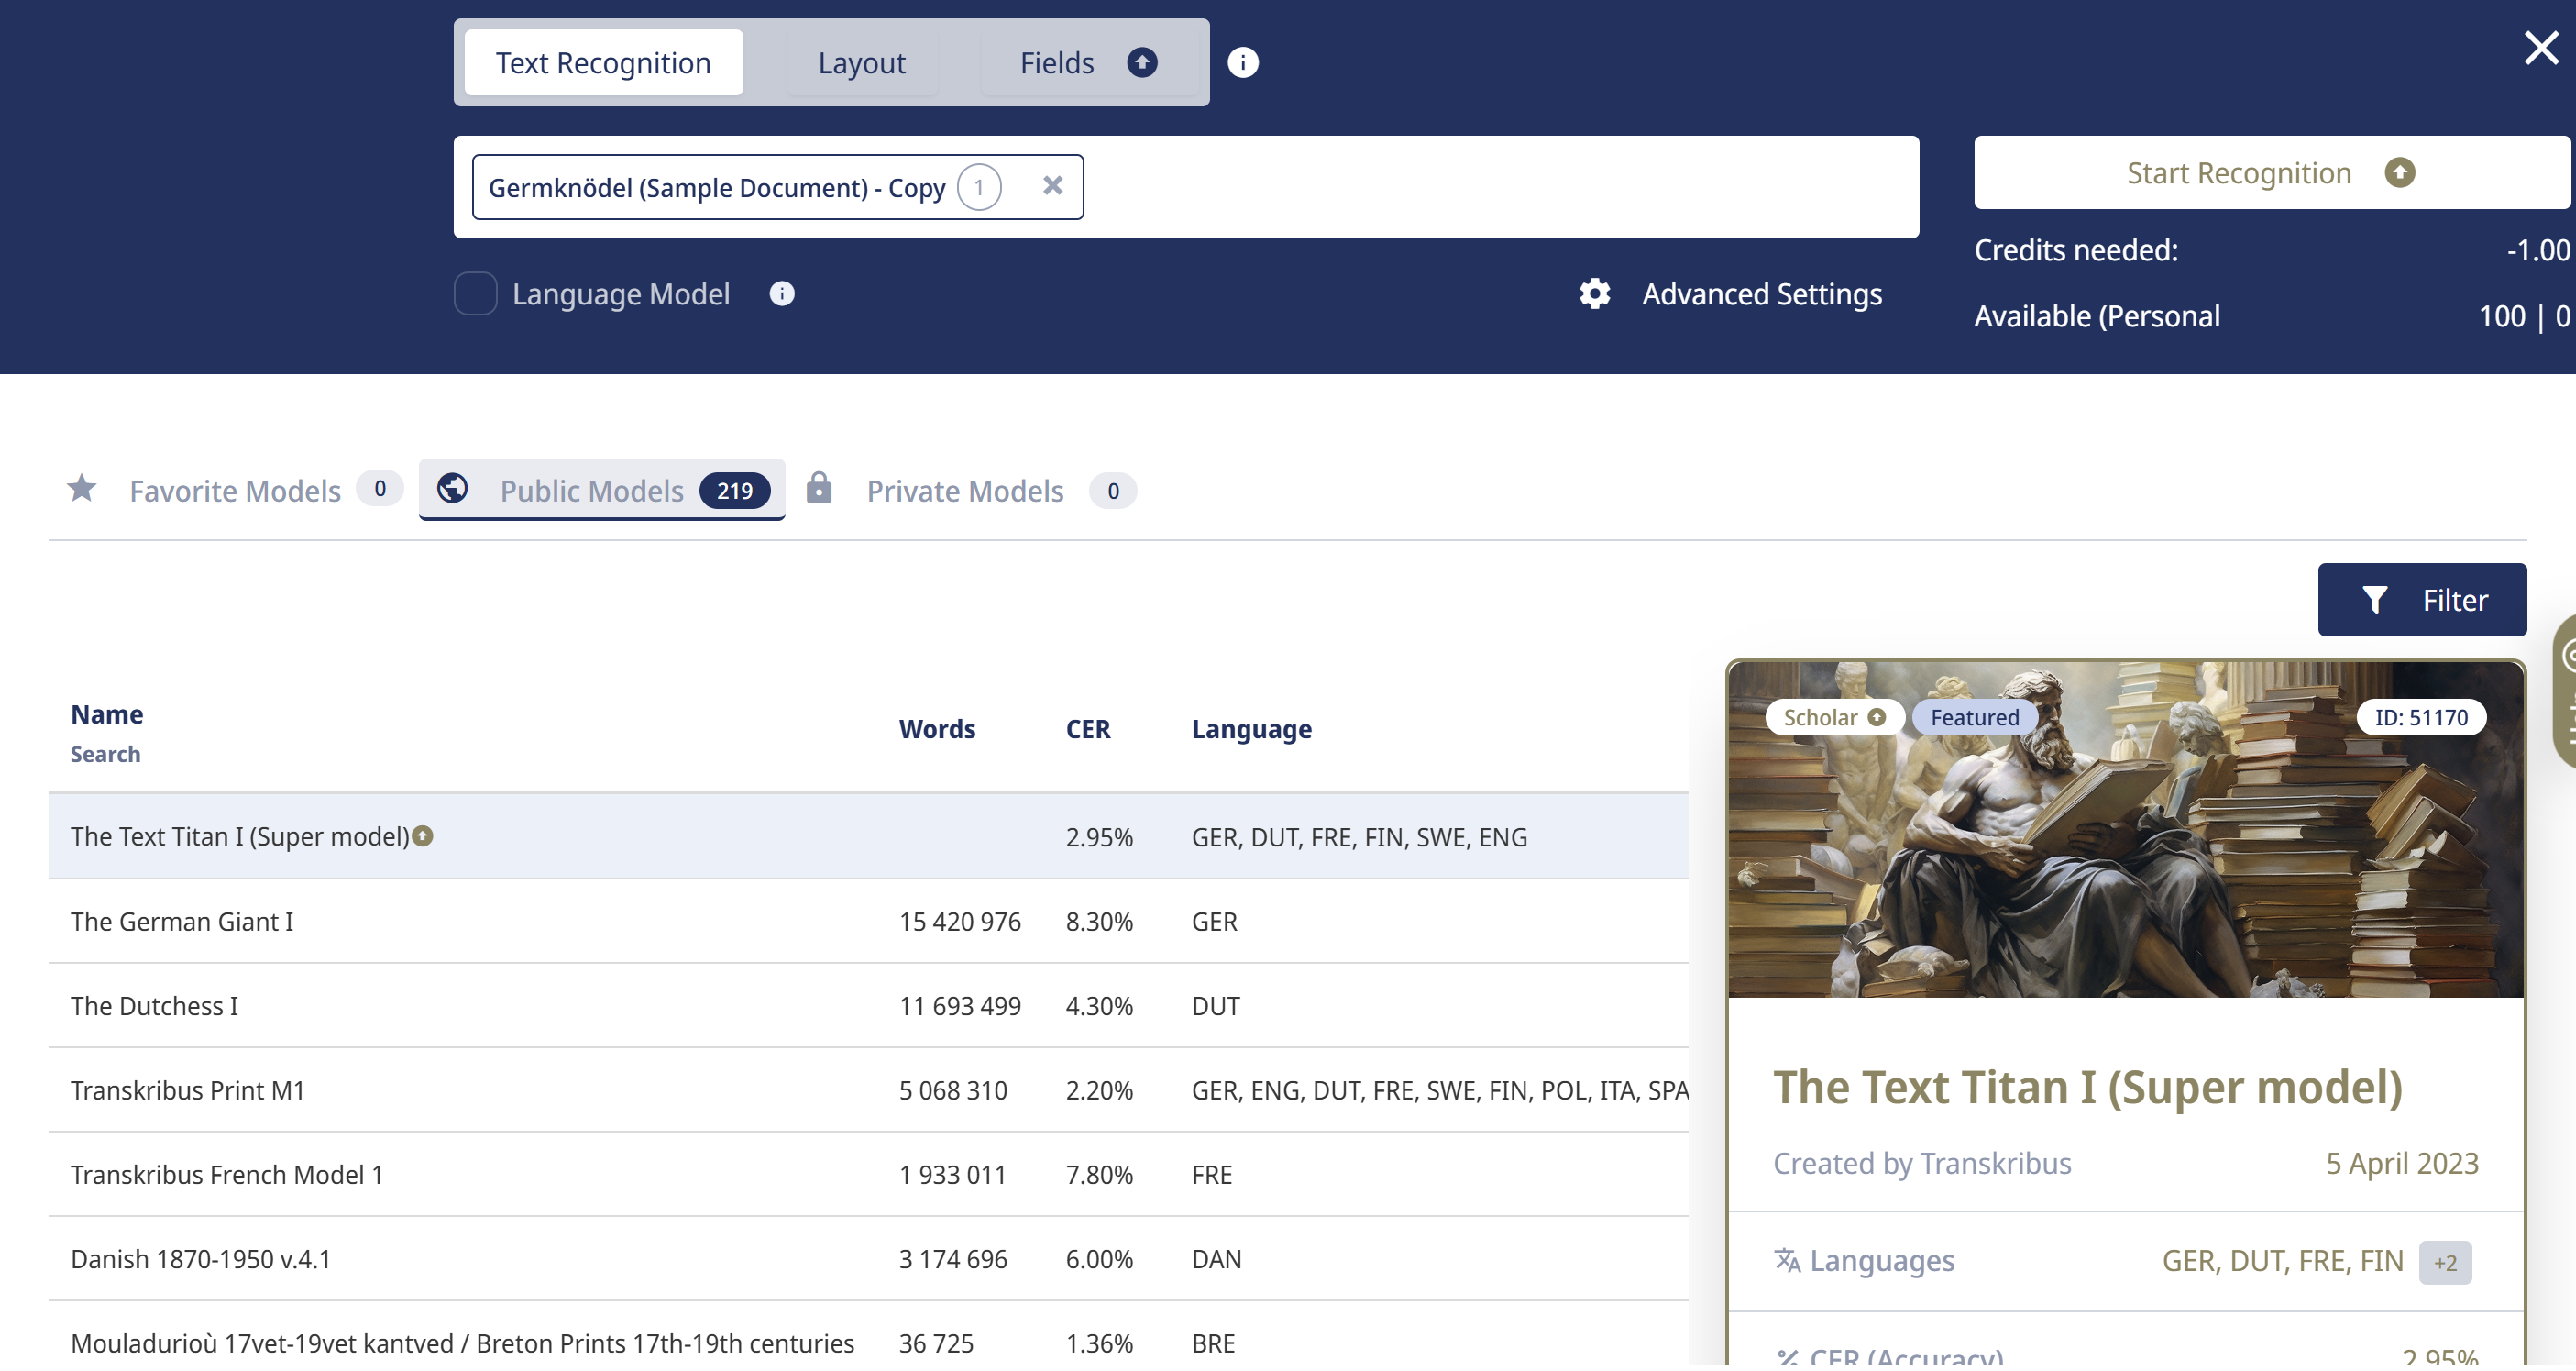 Text Recognition Layout Fields
Germknödel (Sample Document) - Copy 1
Start Recognition
Credits needed: -1.00
Language Model Advanced Settings
Available (Personal 100 | 0
Favorite Models 0 Public Models 219 Private Models 0
Filter
Name Words CER Language
Search
The Text Titan I (Super model) 2.95% GER, DUT, FRE, FIN, SWE, ENG
The German Giant I 15 420 976 8.30% GER
The Dutchess I 11 693 499 4.30% DUT
Transkribus Print M1 5 068 310 2.20% GER, ENG, DUT, FRE, SWE, FIN, POL, ITA, SPA
Transkribus French Model 1 1 933 011 7.80% FRE
Danish 1870-1950 v.4.1 3 174 696 6.00% DAN
Mouladurioù 17vet-19vet kantved / Breton Prints 17th-19th centuries 36 725 1.36% BRE
Scholar Featured ID: 51170
The Text Titan I (Super model)
Created by Transkribus 5 April 2023
Languages GER, DUT, FRE, FIN +2
CER (Accuracy) 2.95%